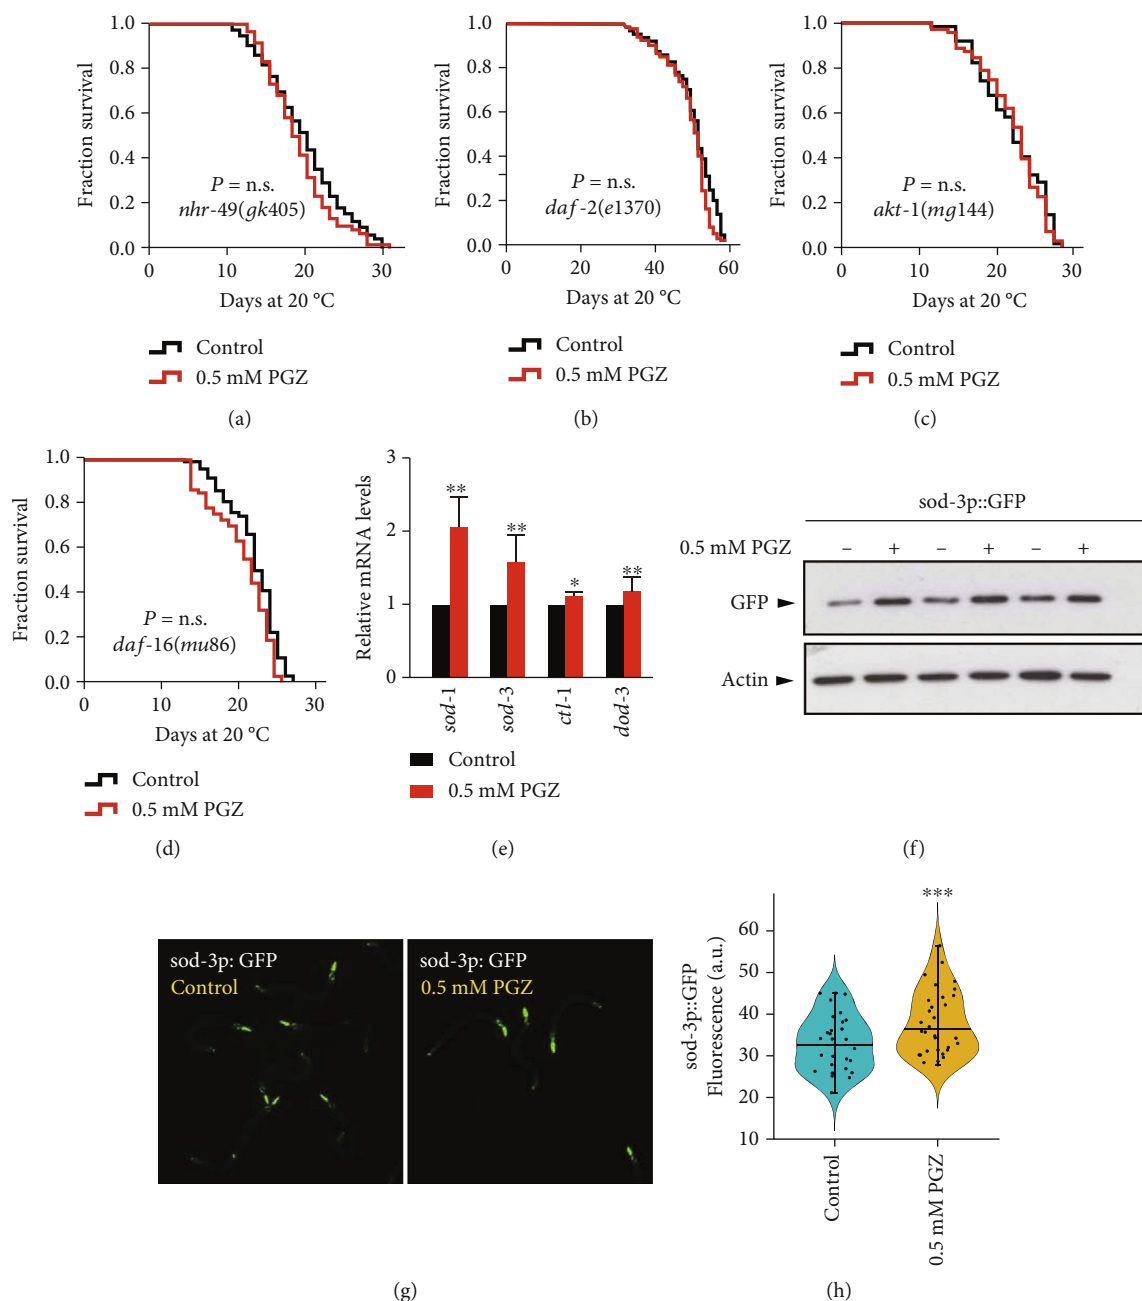 1.0
0.8
0.6
0.4
0.2
0.0
Fraction survival
P = n.s.
nhr-49(gk405)
0 10 20 30
Days at 20 °C
Control
0.5 mM PGZ
(a)
1.0
0.8
0.6
0.4
0.2
0.0
Fraction survival
P = n.s.
daf-2(e1370)
0 20 40 60
Days at 20 °C
Control
0.5 mM PGZ
(b)
1.0
0.8
0.6
0.4
0.2
0.0
Fraction survival
P = n.s.
akt-1(mg144)
0 10 20 30
Days at 20 °C
Control
0.5 mM PGZ
(c)
1.0
0.8
0.6
0.4
0.2
0.0
Fraction survival
P = n.s.
daf-16(mu86)
0 10 20 30
Days at 20 °C
Control
0.5 mM PGZ
(d)
3
2
1
0
Relative mRNA levels
** ** * **
sod-1 sod-3 ctl-1 dod-3
Control
0.5 mM PGZ
(e)
sod-3p::GFP
0.5 mM PGZ – + – + – +
GFP
Actin
(f)
sod-3p: GFP
Control
sod-3p: GFP
0.5 mM PGZ
(g)
***
60
50
40
30
20
10
sod-3p::GFP
Fluorescence (a.u.)
Control
0.5 mM PGZ
(h)